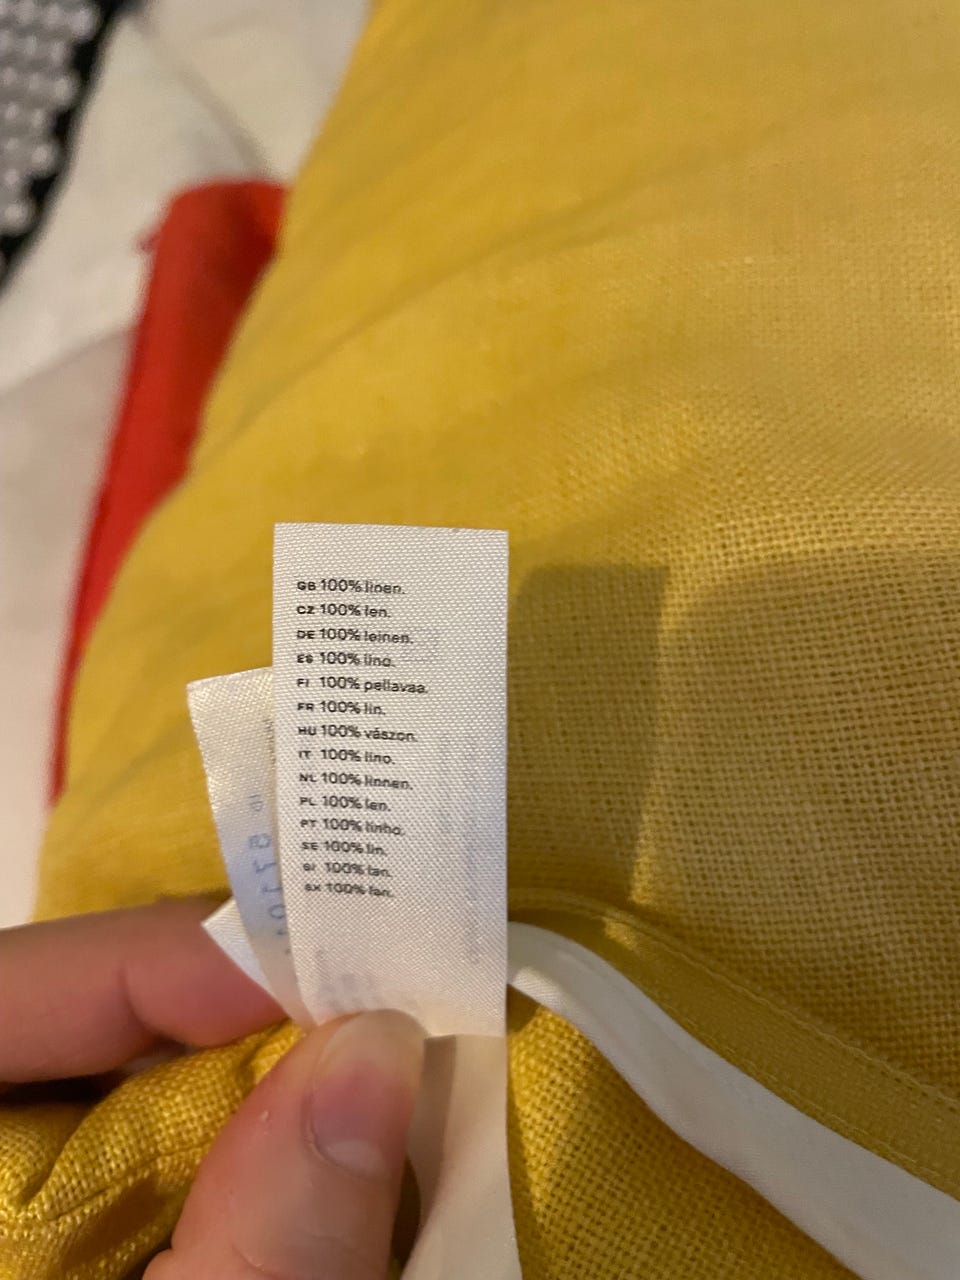 GB 100% linen.
CZ 100% len.
DE 100% leinen.
ES 100% lino.
FI 100% pellavaa.
FR 100% lin.
HU 100% vászon.
IT 100% lino.
NL 100% linnen.
PL 100% len.
PT 100% linho.
SE 100% lin.
SI 100% lan.
SK 100% ľan.